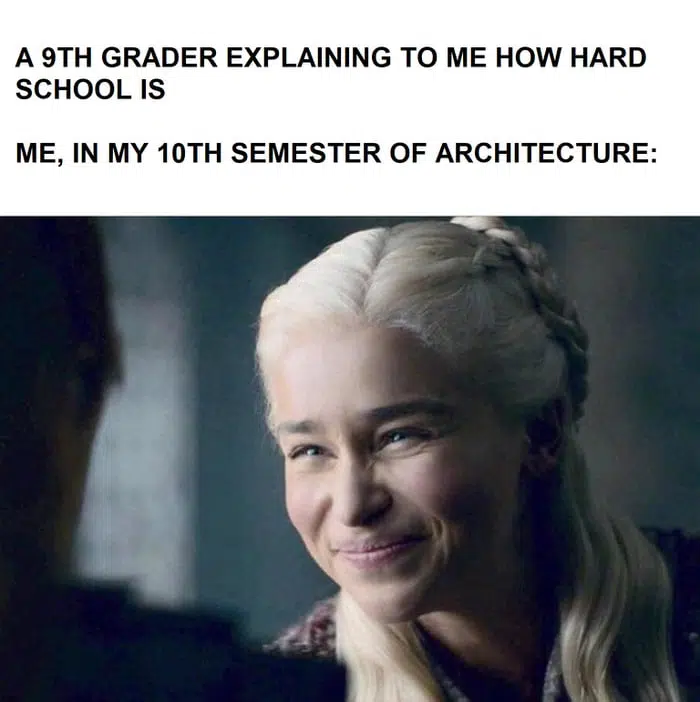 A 9TH GRADER EXPLAINING TO ME HOW HARD
SCHOOL IS
ME, IN MY 10TH SEMESTER OF ARCHITECTURE: